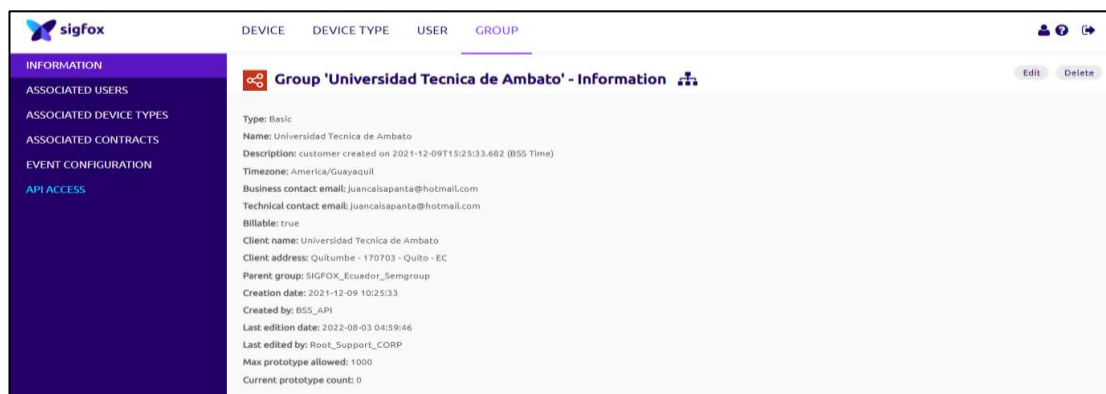 sigfox
DEVICE DEVICE TYPE USER GROUP
INFORMATION
ASSOCIATED USERS
ASSOCIATED DEVICE TYPES
ASSOCIATED CONTRACTS
EVENT CONFIGURATION
API ACCESS
Group 'Universidad Tecnica de Ambato' - Information
Edit Delete
Type: Basic
Name: Universidad Tecnica de Ambato
Description: customer created on 2021-12-09T15:25:33.682 (BSS Time)
Timezone: America/Guayaquil
Business contact email: juancaisapanta@hotmail.com
Technical contact email: juancaisapanta@hotmail.com
Billable: true
Client name: Universidad Tecnica de Ambato
Client address: Quitumbe - 170703 - Quito - EC
Parent group: SIGFOX_Ecuador_Semgroup
Creation date: 2021-12-09 10:25:33
Created by: BSS_API
Last edition date: 2022-08-03 04:59:46
Last edited by: Root_Support_CORP
Max prototype allowed: 1000
Current prototype count: 0